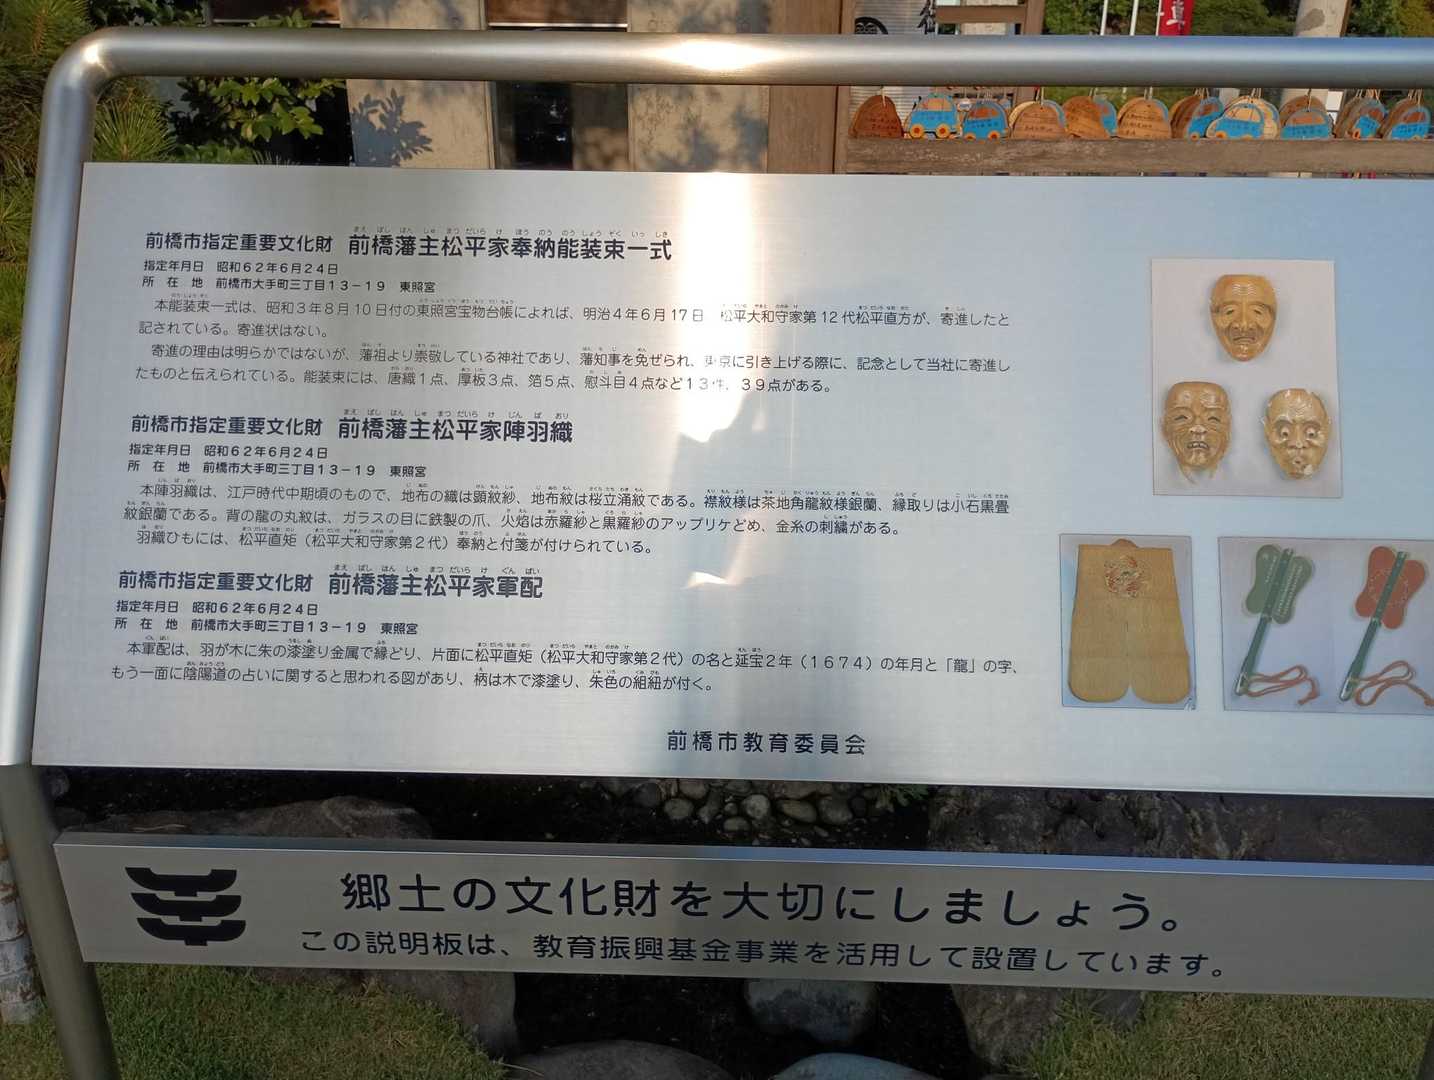 前橋市指定重要文化財 前橋藩主松平家奉納能装束一式
指定年月日 昭和62年6月24日
所在地 前橋市大手町三丁目13－19 東照宮
本能装束一式は、昭和3年8月10日付の東照宮宝物台帳によれば、明治4年6月17日 松平大和守家第12代松平直方が、寄進したと
記されている。寄進状はない。
寄進の理由は明らかではないが、藩祖より崇敬している神社であり、藩知事を免ぜられ、東京に引き上げる際に、記念として当社に寄進し
たものと伝えられている。能装束には、唐織1点、厚板3点、箔5点、熨斗目4点など13件、39点がある。
前橋市指定重要文化財 前橋藩主松平家陣羽織
指定年月日 昭和62年6月24日
所在地 前橋市大手町三丁目13－19 東照宮
本陣羽織は、江戸時代中期頃のもので、地布の織は顕紋紗、地布紋は桜立涌紋である。襟紋様は茶地角龍紋様銀蘭、縁取りは小石黒畳
紋銀蘭である。背の龍の丸紋は、ガラスの目に鉄製の爪、火焔は赤羅紗と黒羅紗のアップリケどめ、金糸の刺繍がある。
羽織ひもには、松平直矩（松平大和守家第2代）奉納と付箋が付けられている。
前橋市指定重要文化財 前橋藩主松平家軍配
指定年月日 昭和62年6月24日
所在地 前橋市大手町三丁目13－19 東照宮
本軍配は、羽が木に朱の漆塗り金属で縁どり、片面に松平直矩（松平大和守家第2代）の名と延宝2年（1674）の年月と「龍」の字、
もう一面に陰陽道の占いに関すると思われる図があり、柄は木で漆塗り、朱色の組紐が付く。
前橋市教育委員会
郷土の文化財を大切にしましょう。
この説明板は、教育振興基金事業を活用して設置しています。